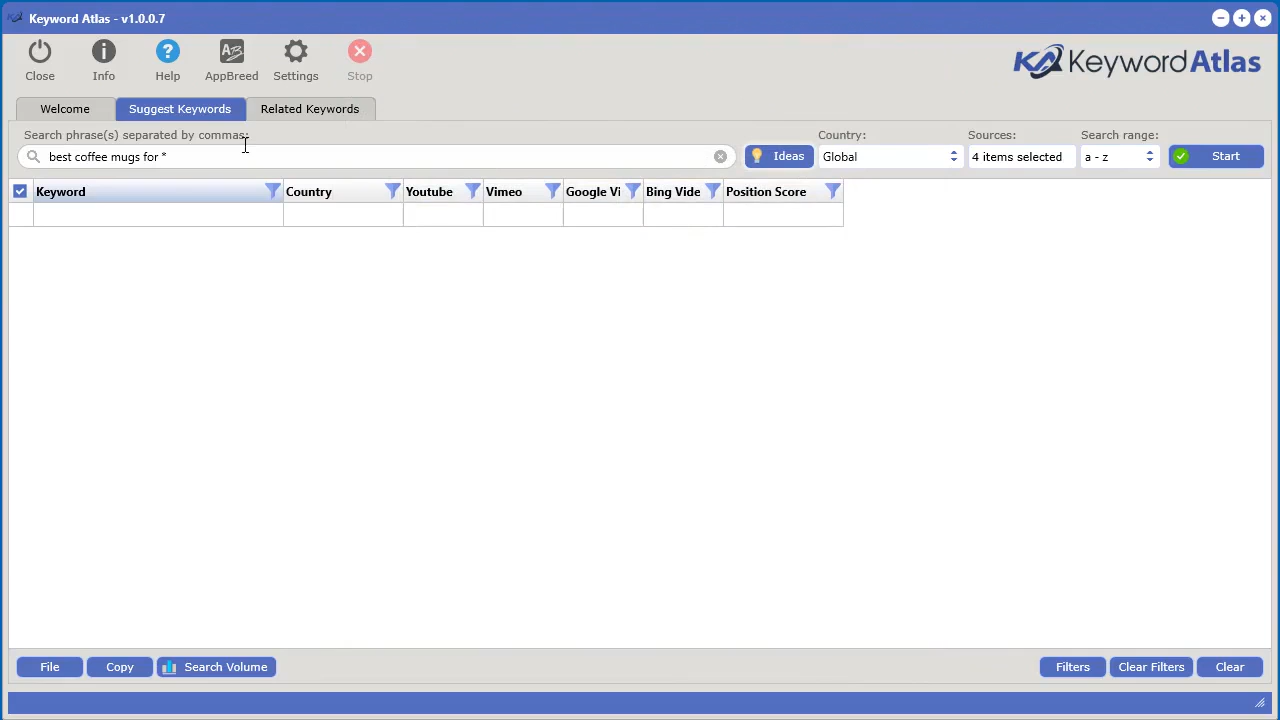 Keyword Atlas - v1.0.0.7
Close Info Help AppBreed Settings Stop
KA KeywordAtlas
Welcome Suggest Keywords Related Keywords
Search phrase(s) separated by commas: Country: Sources: Search range:
best coffee mugs for * Ideas Global 4 items selected a - z Start
Keyword Country Youtube Vimeo Google Vi Bing Vide Position Score
File Copy Search Volume Filters Clear Filters Clear